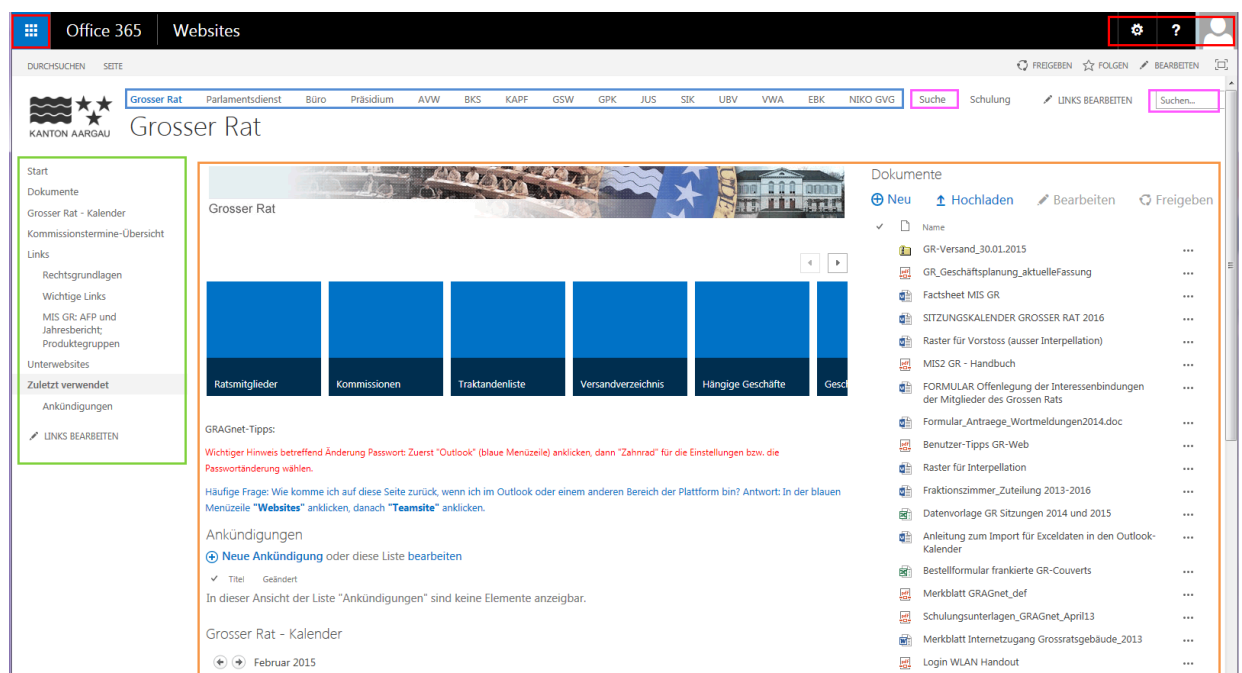 Office 365 Websites ?
DURCHSUCHEN SEITE FREIGEBEN FOLGEN BEARBEITEN
Grosser Rat Parlamentsdienst Büro Präsidium AVW BKS KAPF GSW GPK JUS SIK UBV VWA EBK NIKO GVG Suche Schulung LINKS BEARBEITEN Suchen...
KANTON AARGAU
Grosser Rat
Start
Dokumente
Grosser Rat - Kalender
Kommissionstermine-Übersicht
Links
Rechtsgrundlagen
Wichtige Links
MIS GR: AFP und
Jahresbericht;
Produktegruppen
Unterwebsites
Zuletzt verwendet
Ankündigungen
LINKS BEARBEITEN
Grosser Rat
Ratsmitglieder Kommissionen Traktandenliste Versandverzeichnis Hängige Geschäfte Gescl
GRAGnet-Tipps:
Wichtiger Hinweis betreffend Änderung Passwort: Zuerst "Outlook" (blaue Menüzeile) anklicken, dann "Zahnrad" für die Einstellungen bzw. die
Passwortänderung wählen.
Häufige Frage: Wie komme ich auf diese Seite zurück, wenn ich im Outlook oder einem anderen Bereich der Plattform bin? Antwort: In der blauen
Menüzeile "Websites" anklicken, danach "Teamsite" anklicken.
Ankündigungen
Neue Ankündigung oder diese Liste bearbeiten
Titel Geändert
In dieser Ansicht der Liste "Ankündigungen" sind keine Elemente anzeigbar.
Grosser Rat - Kalender
Februar 2015
Dokumente
Neu Hochladen Bearbeiten Freigeben
Name
GR-Versand_30.01.2015 ...
GR_Geschäftsplanung_aktuelleFassung ...
Factsheet MIS GR ...
SITZUNGSKALENDER GROSSER RAT 2016 ...
Raster für Vorstoss (ausser Interpellation) ...
MIS2 GR - Handbuch ...
FORMULAR Offenlegung der Interessenbindungen ...
der Mitglieder des Grossen Rats
Formular_Antraege_Wortmeldungen2014.doc ...
Benutzer-Tipps GR-Web ...
Raster für Interpellation ...
Fraktionszimmer_Zuteilung 2013-2016 ...
Datenvorlage GR Sitzungen 2014 und 2015 ...
Anleitung zum Import für Exceldaten in den Outlook- ...
Kalender
Bestellformular frankierte GR-Couverts ...
Merkblatt GRAGnet_def ...
Schulungsunterlagen_GRAGnet_April13 ...
Merkblatt Internetzugang Grossratsgebäude_2013 ...
Login WLAN Handout ...